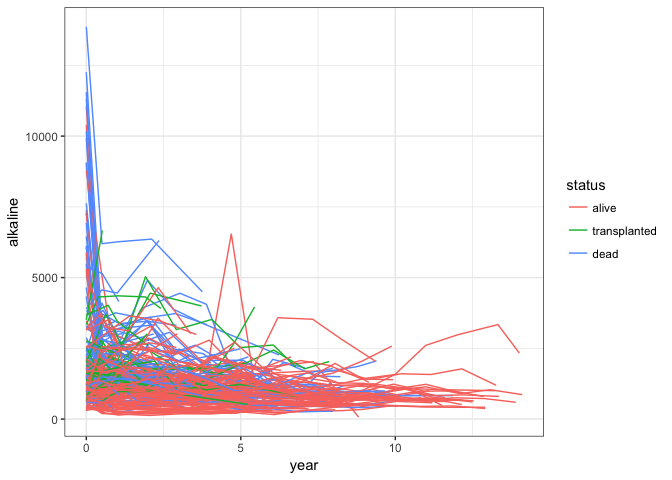 10000
5000
0
alkaline
0 5 10
year
status
alive
transplanted
dead